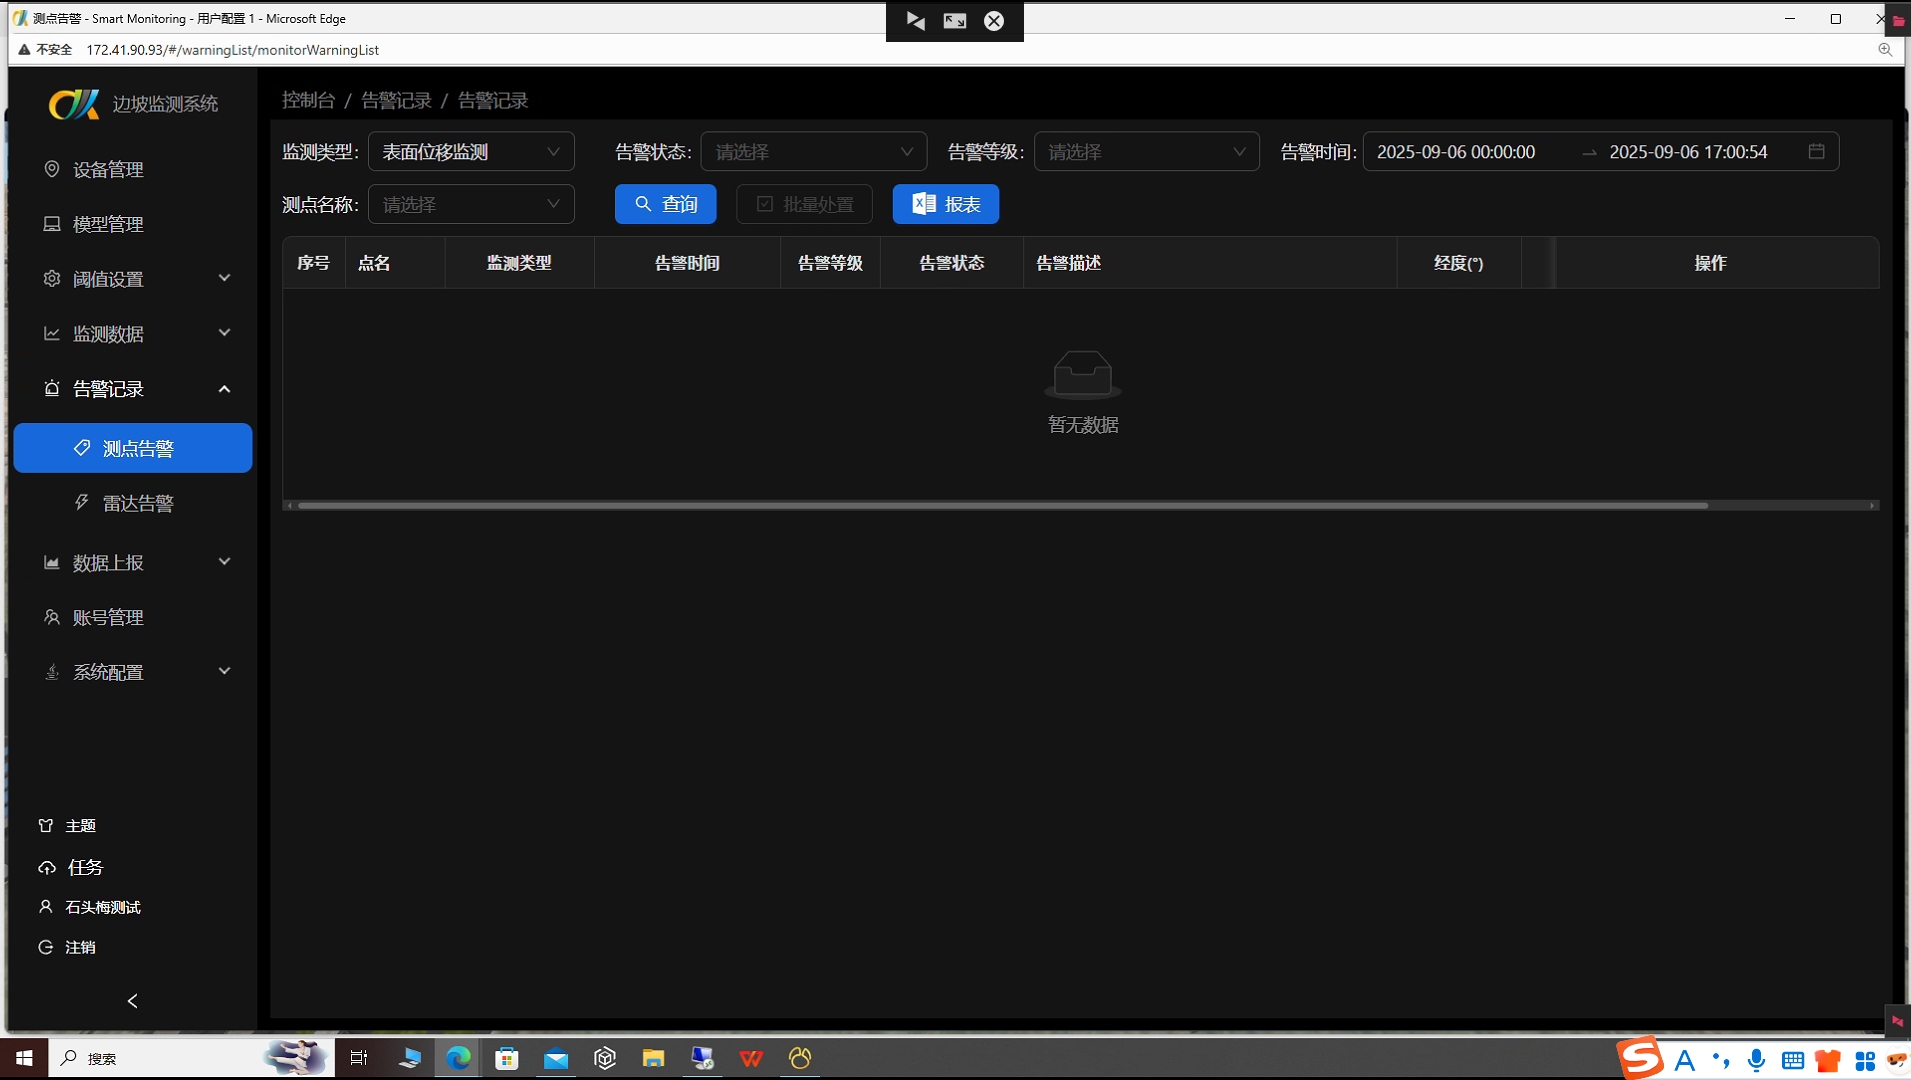 测点告警 - Smart Monitoring - 用户配置 1 - Microsoft Edge
不安全 172.41.90.93/#/warningList/monitorWarningList
边坡监测系统
控制台 / 告警记录 / 告警记录
监测类型: 表面位移监测 告警状态: 请选择 告警等级: 请选择 告警时间: 2025-09-06 00:00:00 → 2025-09-06 17:00:54
测点名称: 请选择 查询 批量处置 报表
序号 点名 监测类型 告警时间 告警等级 告警状态 告警描述 经度(°) 操作
暂无数据
设备管理
模型管理
阈值设置
监测数据
告警记录
测点告警
雷达告警
数据上报
账号管理
系统配置
主题
任务
石头梅测试
注销
搜索